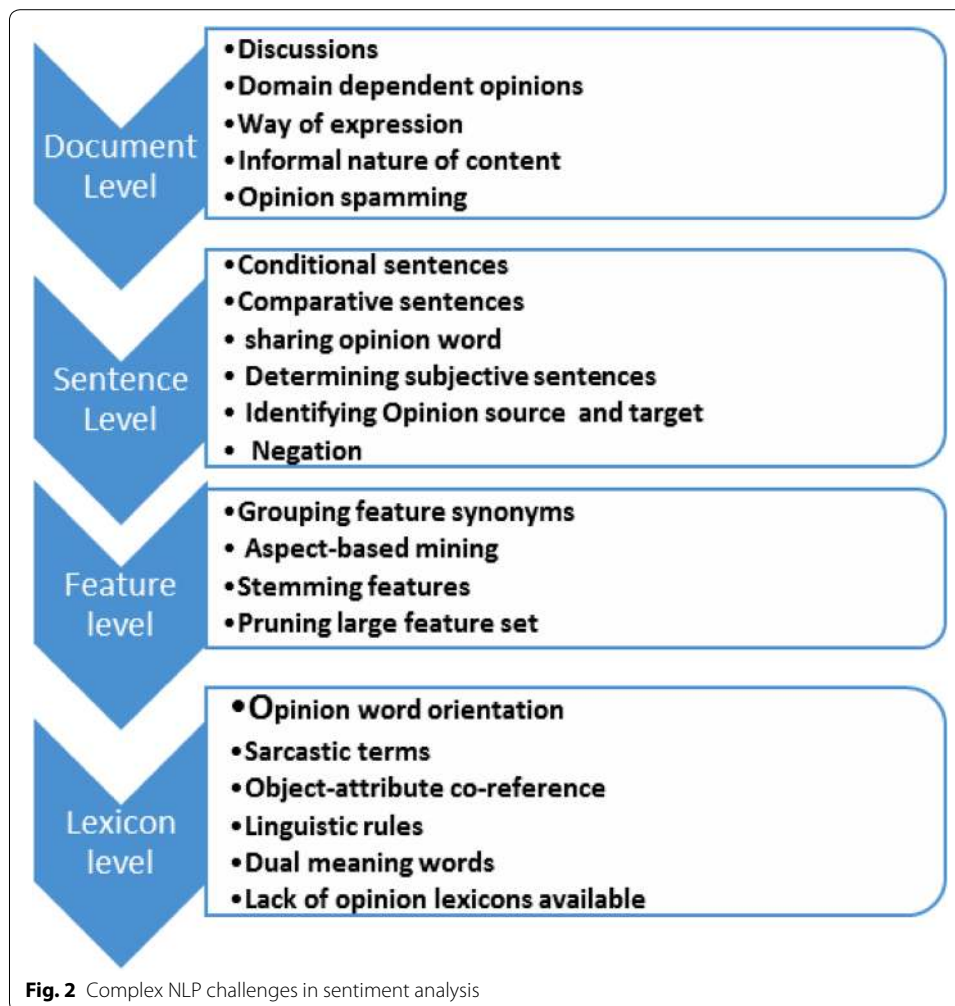 Document
Level
•Discussions
•Domain dependent opinions
•Way of expression
•Informal nature of content
•Opinion spamming
Sentence
Level
•Conditional sentences
•Comparative sentences
• sharing opinion word
• Determining subjective sentences
• Identifying Opinion source and target
• Negation
Feature
level
•Grouping feature synonyms
• Aspect-based mining
•Stemming features
•Pruning large feature set
Lexicon
level
•Opinion word orientation
•Sarcastic terms
•Object-attribute co-reference
•Linguistic rules
•Dual meaning words
•Lack of opinion lexicons available
Fig. 2 Complex NLP challenges in sentiment analysis